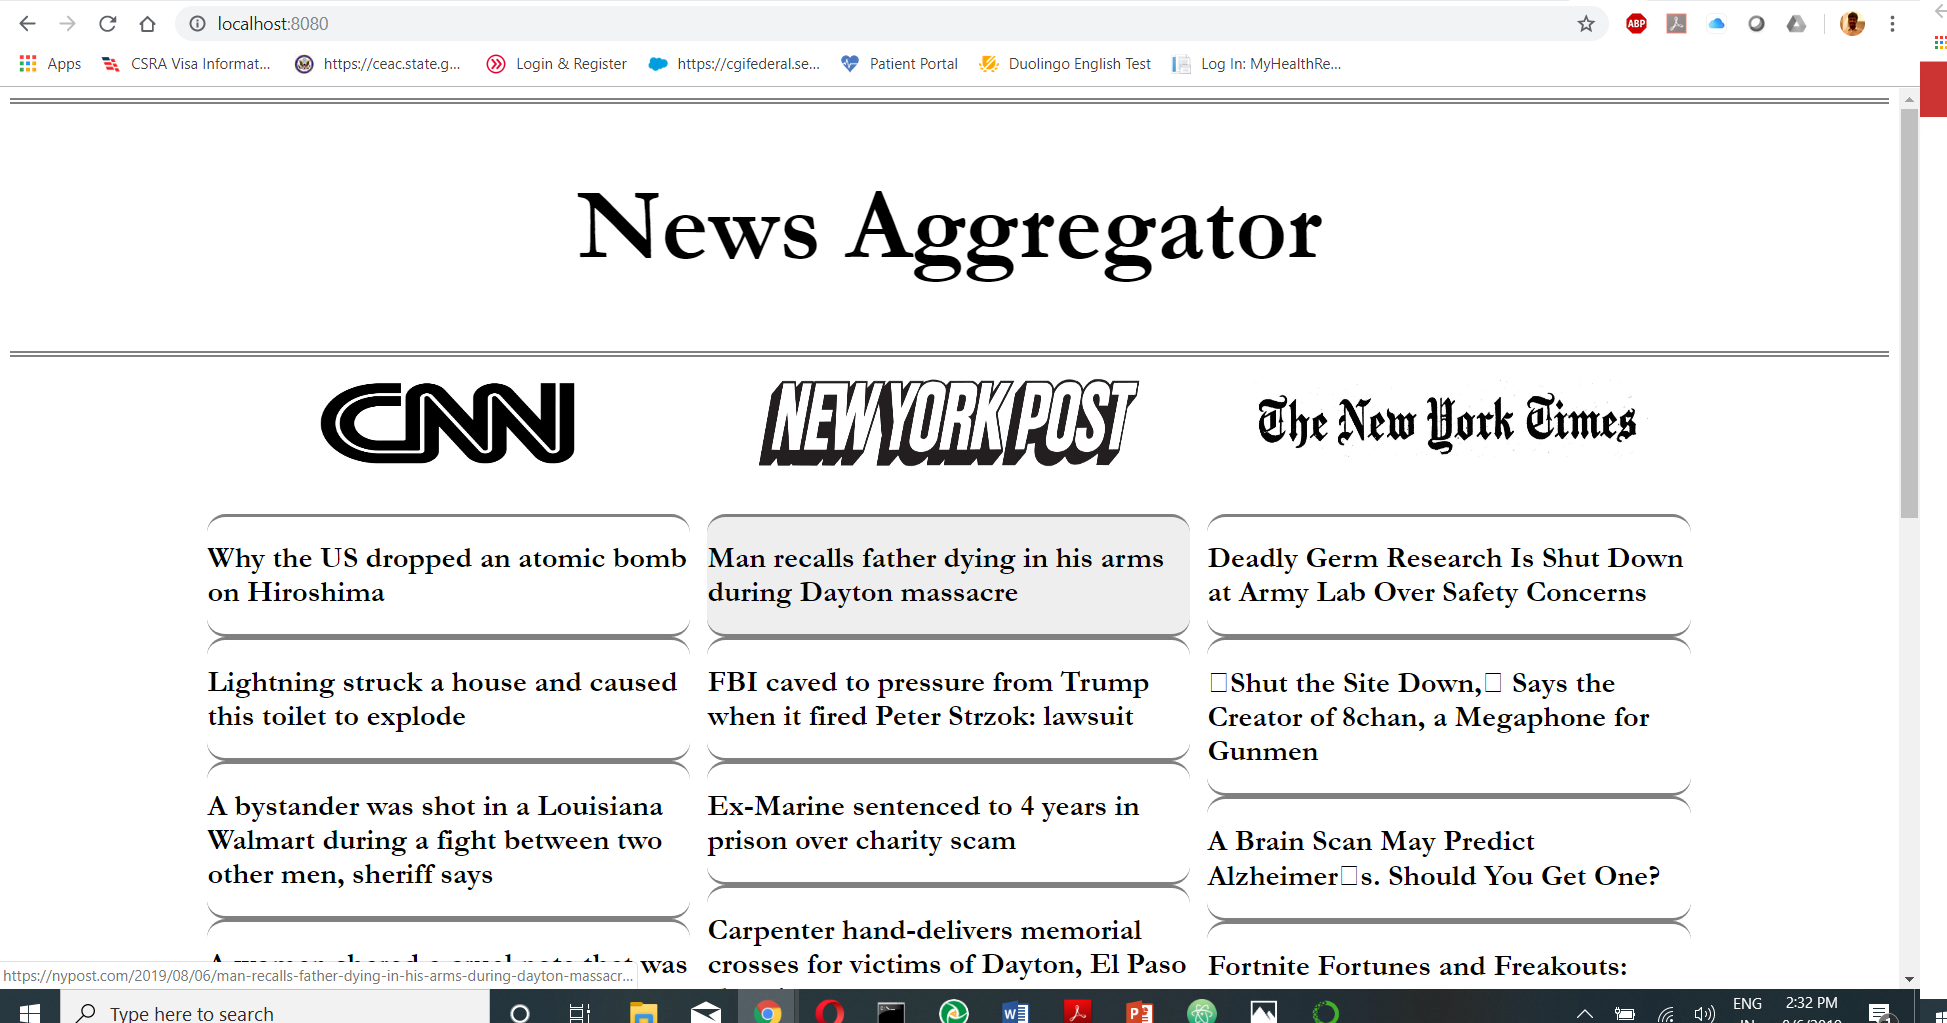 localhost:8080
ABP
Apps CSRA Visa Informat... https://ceac.state.g... Login & Register https://cgifederal.se... Patient Portal Duolingo English Test Log In: MyHealthRe...
News Aggregator
CNN
NEW YORK POST
The New York Times
Why the US dropped an atomic bomb
on Hiroshima
Lightning struck a house and caused
this toilet to explode
A bystander was shot in a Louisiana
Walmart during a fight between two
other men, sheriff says
was
Man recalls father dying in his arms
during Dayton massacre
FBI caved to pressure from Trump
when it fired Peter Strzok: lawsuit
Ex-Marine sentenced to 4 years in
prison over charity scam
Carpenter hand-delivers memorial
crosses for victims of Dayton, El Paso
Deadly Germ Research Is Shut Down
at Army Lab Over Safety Concerns
□Shut the Site Down,□ Says the
Creator of 8chan, a Megaphone for
Gunmen
A Brain Scan May Predict
Alzheimer□s. Should You Get One?
Fortnite Fortunes and Freakouts:
https://nypost.com/2019/08/06/man-recalls-father-dying-in-his-arms-during-dayton-massacr...
Type here to search
ENG
2:32 PM